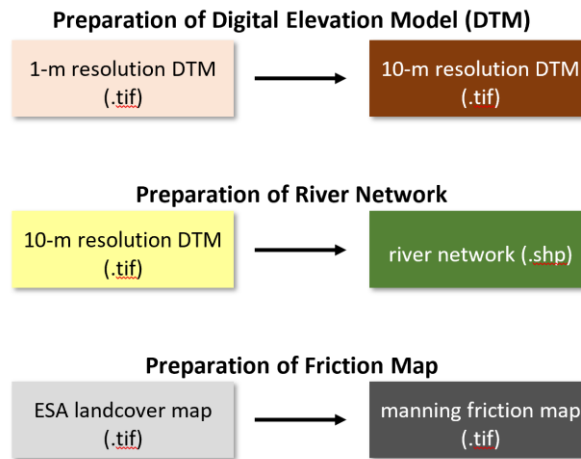 Preparation of Digital Elevation Model (DTM)
1-m resolution DTM
(.tif)
10-m resolution DTM
(.tif)
Preparation of River Network
10-m resolution DTM
(.tif)
river network (.shp)
Preparation of Friction Map
ESA landcover map
(.tif)
manning friction map
(.tif)